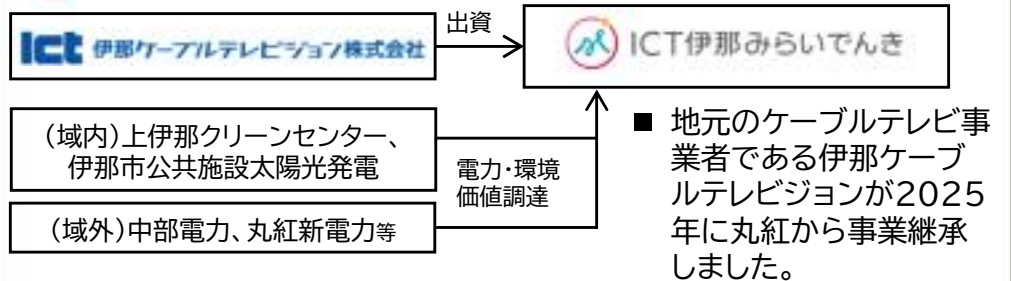 ict 伊那ケーブルテレビジョン株式会社
出資
ICT伊那みらいでんき
(域内)上伊那クリーンセンター、
伊那市公共施設太陽光発電
電力・環境
価値調達
(域外)中部電力、丸紅新電力等
■ 地元のケーブルテレビ事
業者である伊那ケーブ
ルテレビジョンが2025
年に丸紅から事業継承
しました。